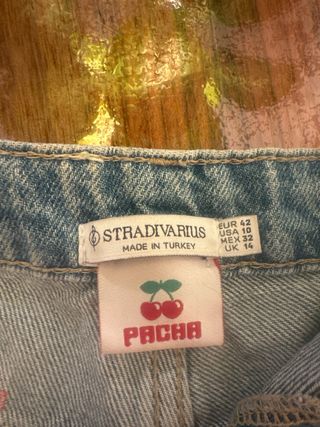 STRADIVARIUS
MADE IN TURKEY
EUR 42
USA 10
MEX 32
UK 14
PACHA